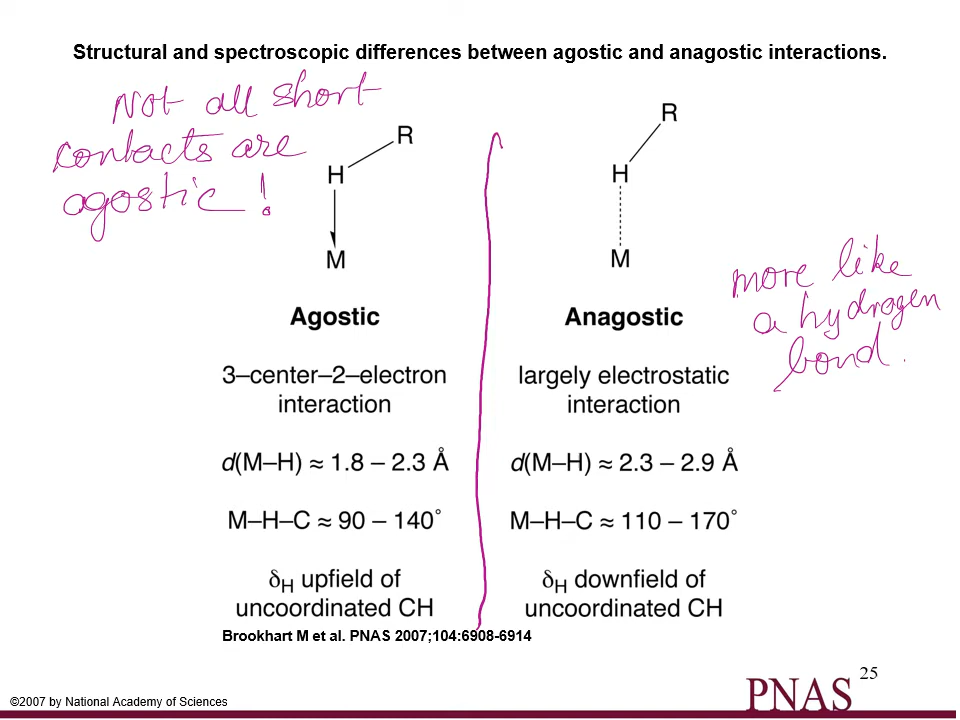 Structural and spectroscopic differences between agostic and anagostic interactions.
Not all short
contacts are
agostic!
R
H
M
Agostic
3–center–2–electron
interaction
d(M–H) ≈ 1.8 – 2.3 Å
M–H–C ≈ 90 – 140°
δH upfield of
uncoordinated CH
R
H
M
Anagostic
largely electrostatic
interaction
d(M–H) ≈ 2.3 – 2.9 Å
M–H–C ≈ 110 – 170°
δH downfield of
uncoordinated CH
more like
a hydrogen
bond.
Brookhart M et al. PNAS 2007;104:6908-6914
25
PNAS
©2007 by National Academy of Sciences